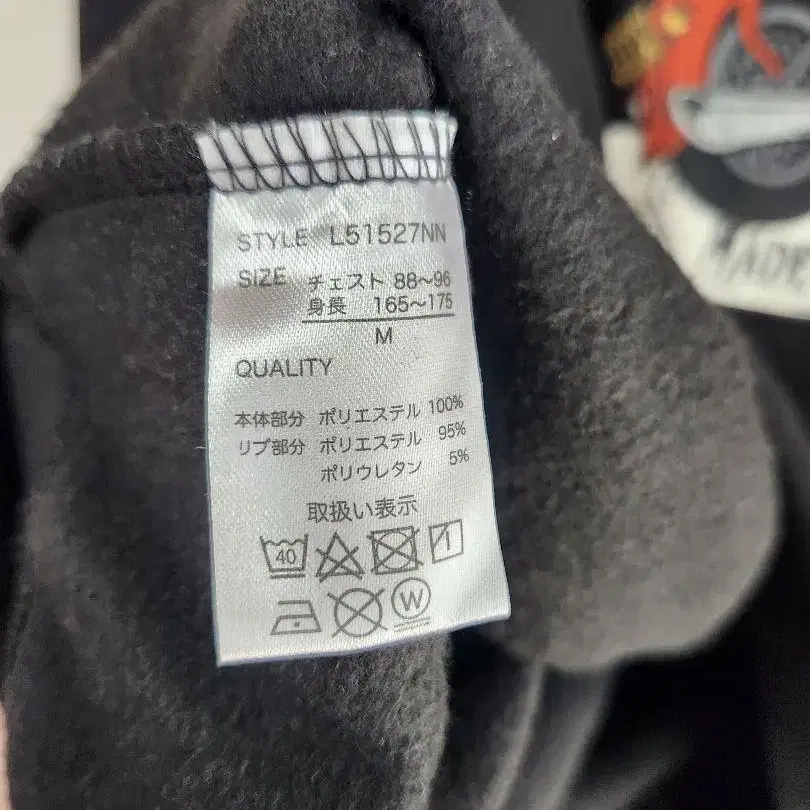 STYLE L51527NN
SIZE チェスト 88〜96
身長 165〜175
M
QUALITY
本体部分 ポリエステル 100%
リブ部分 ポリエステル 95%
ポリウレタン 5%
取扱い表示
40
W
MADE